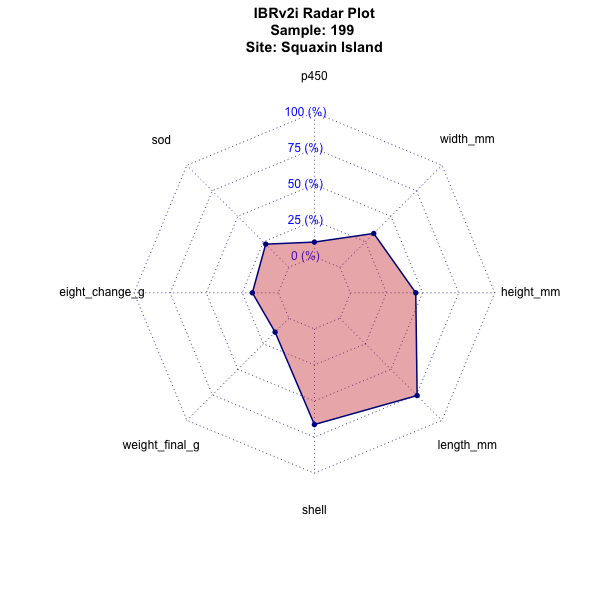 IBRv2i Radar Plot
Sample: 199
Site: Squaxin Island
p450
100 (%)
sod
width_mm
75 (%)
50 (%)
25 (%)
0 (%)
eight_change_g
height_mm
weight_final_g
length_mm
shell